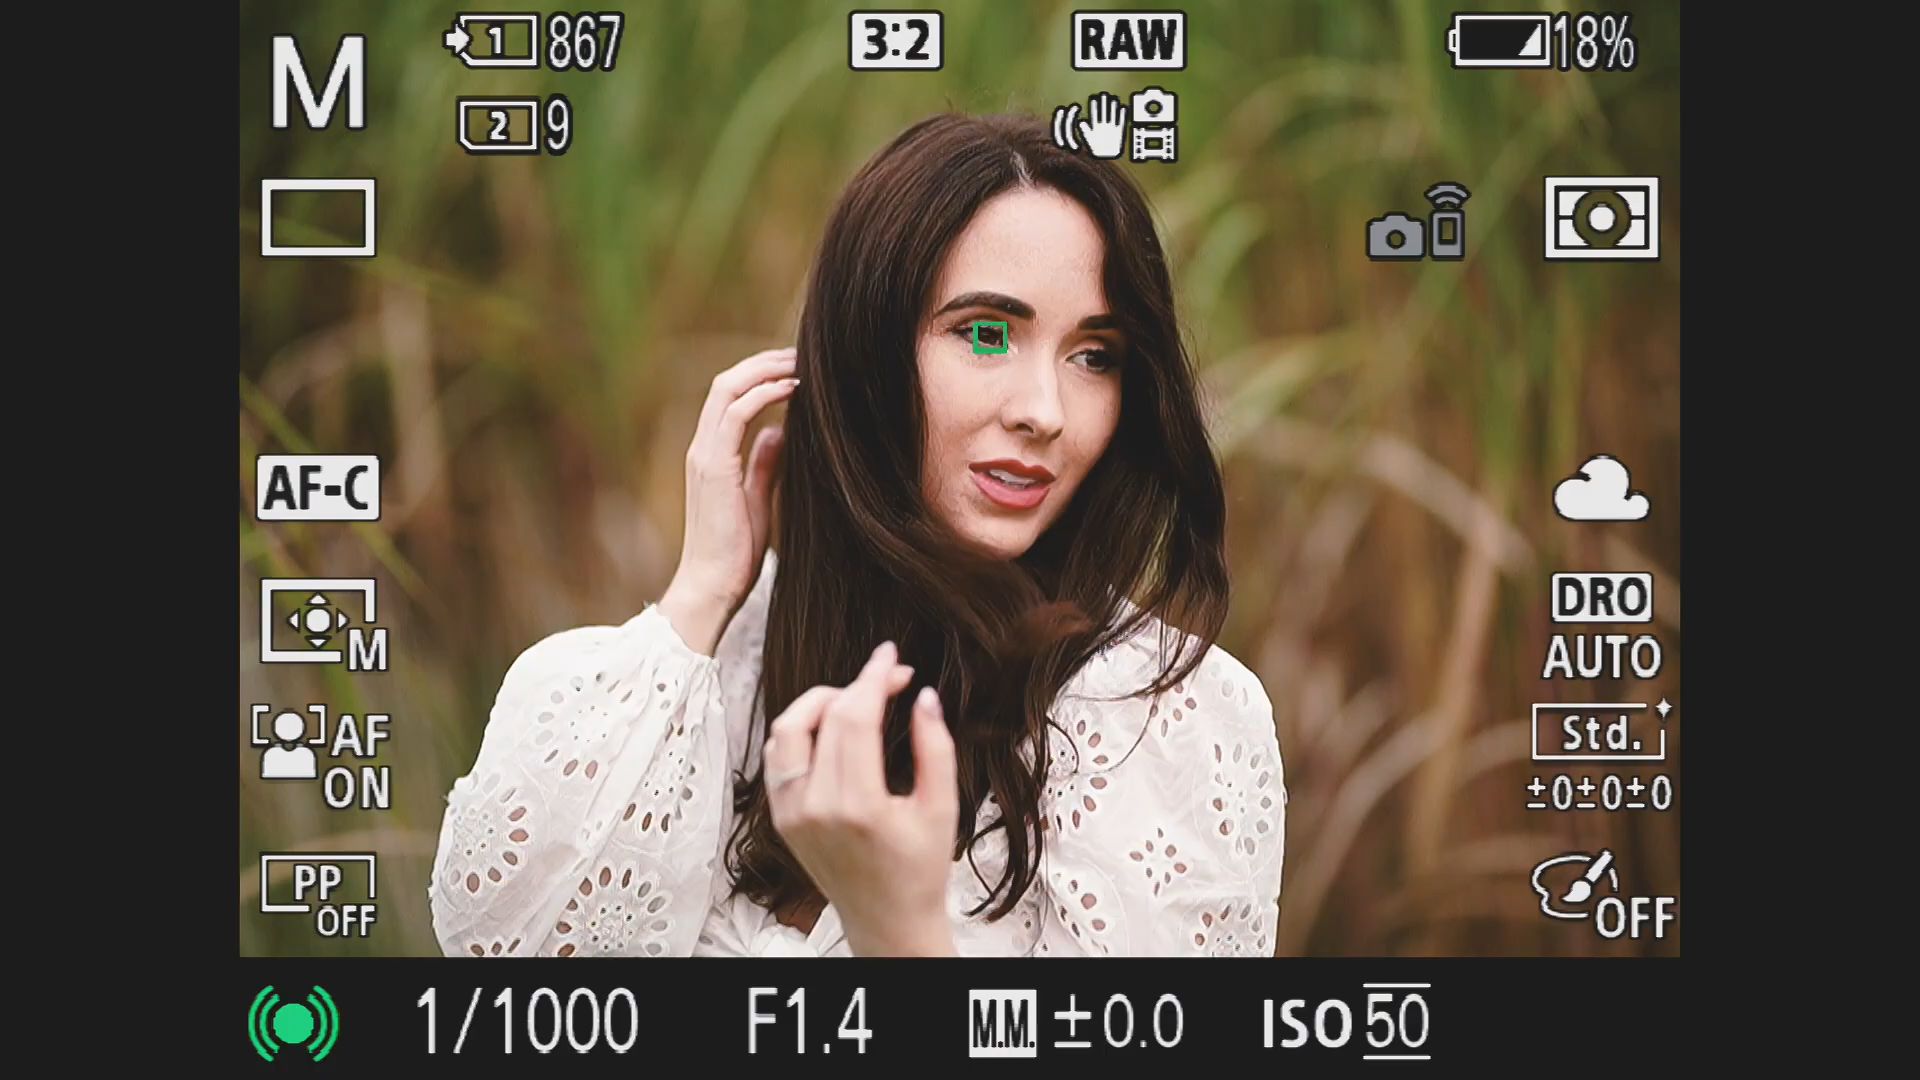 M
1 867
3:2
RAW
18%
2 9
AF-C
M
DRO
AUTO
AF
ON
Std.
±0±0±0
PP
OFF
OFF
1/1000
F1.4
M.M. ±0.0
ISO 50